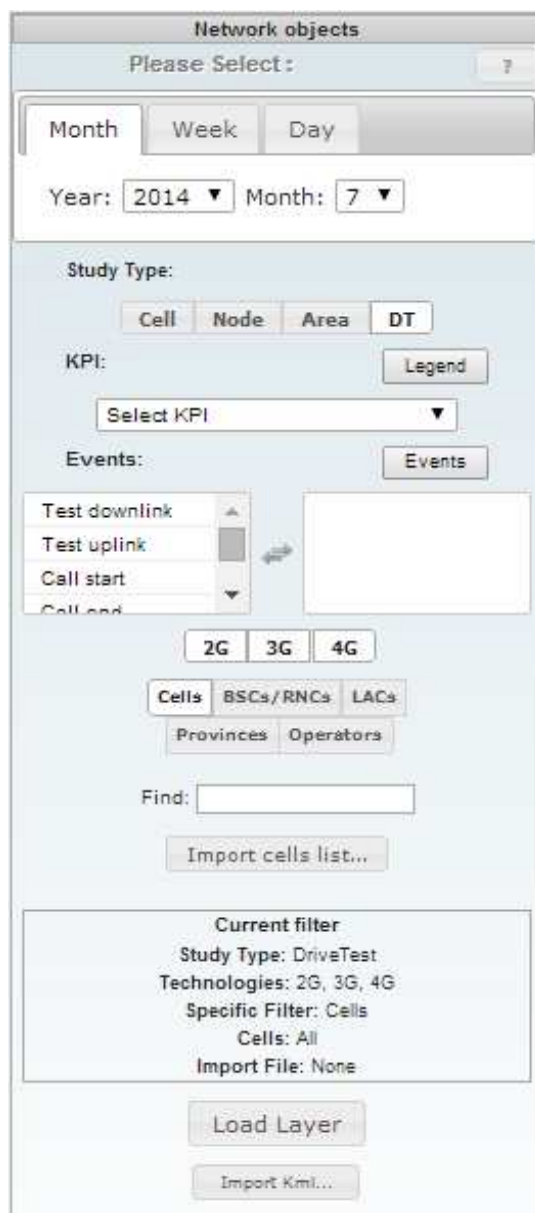 Network objects
Please Select: ?
Month Week Day
Year: 2014 Month: 7
Study Type:
Cell Node Area DT
KPI: Legend
Select KPI
Events: Events
Test downlink
Test uplink
Call start
Call end
2G 3G 4G
Cells BSCs/RNCs LACs
Provinces Operators
Find:
Import cells list...
Current filter
Study Type: DriveTest
Technologies: 2G, 3G, 4G
Specific Filter: Cells
Cells: All
Import File: None
Load Layer
Import Kml...